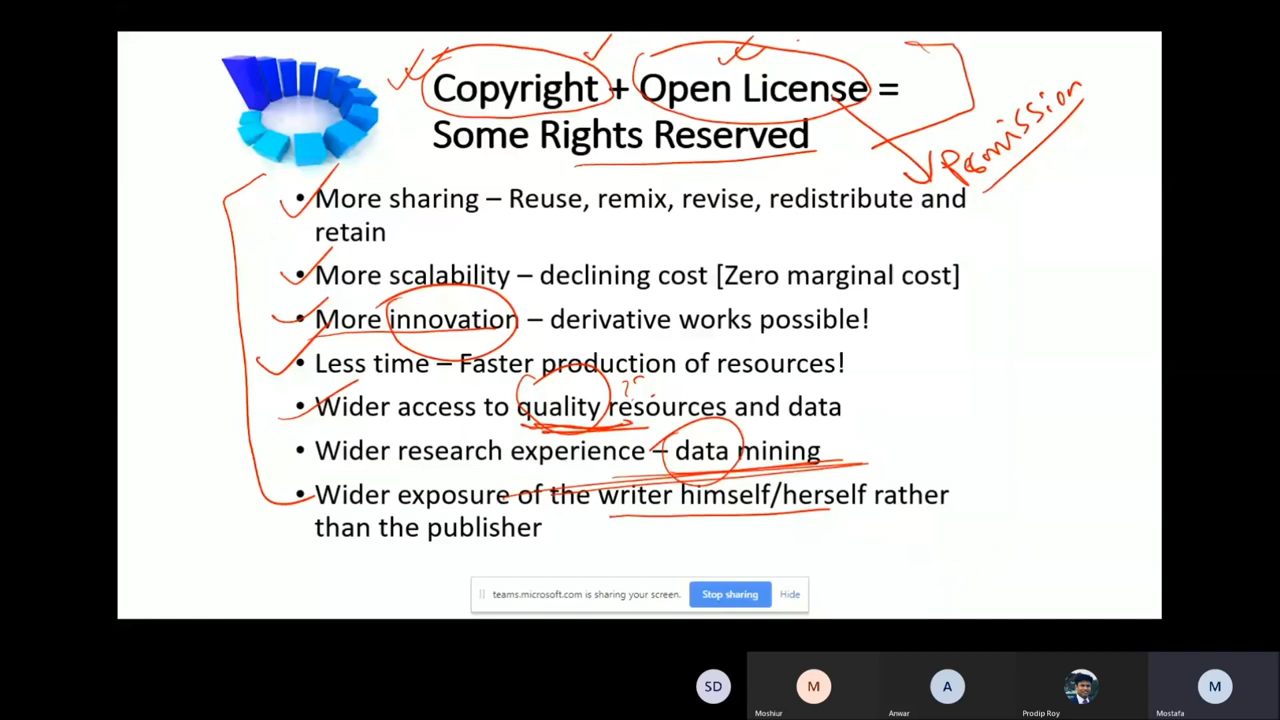 Copyright + Open License =
Some Rights Reserved
Permission
• More sharing – Reuse, remix, revise, redistribute and
retain
• More scalability – declining cost [Zero marginal cost]
• More innovation – derivative works possible!
• Less time – Faster production of resources!
??
• Wider access to quality resources and data
• Wider research experience – data mining
• Wider exposure of the writer himself/herself rather
than the publisher
teams.microsoft.com is sharing your screen. Stop sharing Hide
SD M A M
Moshiur Anwar Prodip Roy Mostafa